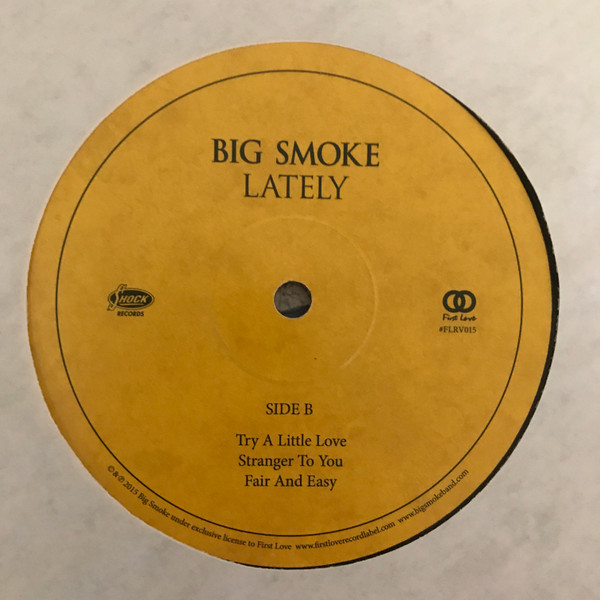 BIG SMOKE
LATELY
SHOCK
RECORDS
First Love
#FLRV015
SIDE B
Try A Little Love
Stranger To You
Fair And Easy
© & ℗ 2015 Big Smoke under exclusive license to First Love www.firstloverecordlabel.com www.bigsmokeband.com